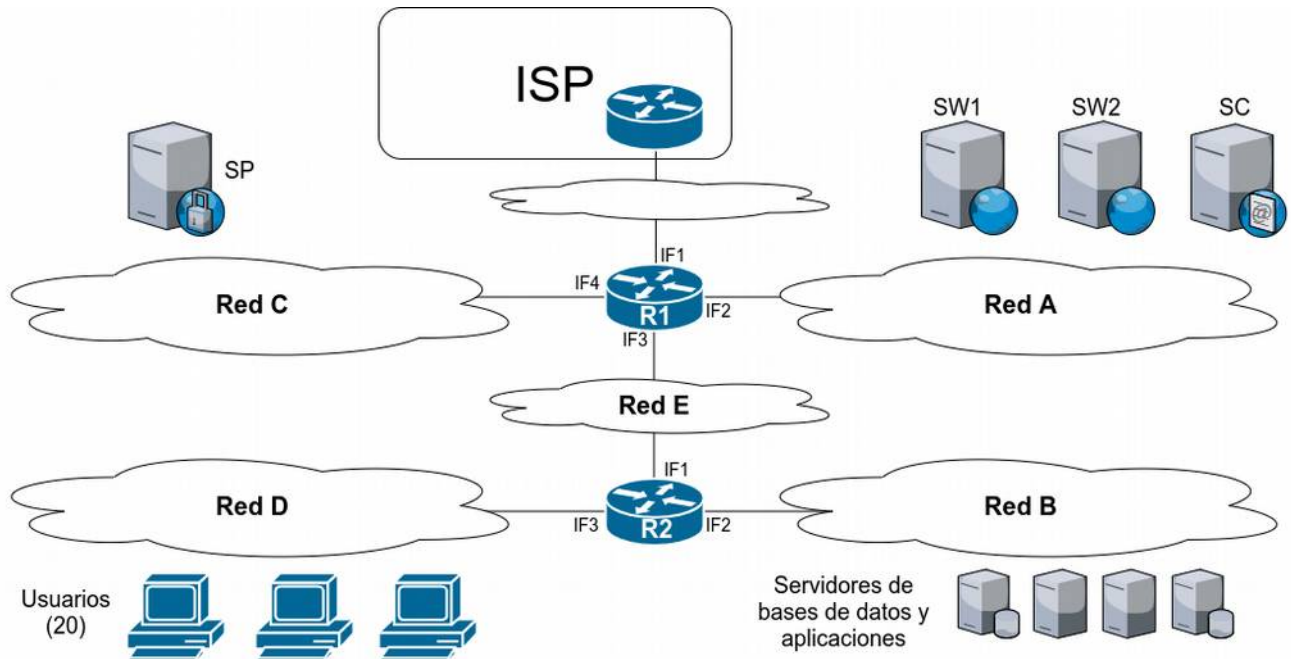 ISP
SW1
SW2
SC
SP
@
IF1
Red C
IF4
R1
IF2
Red A
IF3
Red E
IF1
Red D
IF3
R2
IF2
Red B
Usuarios
(20)
Servidores de
bases de datos y
aplicaciones